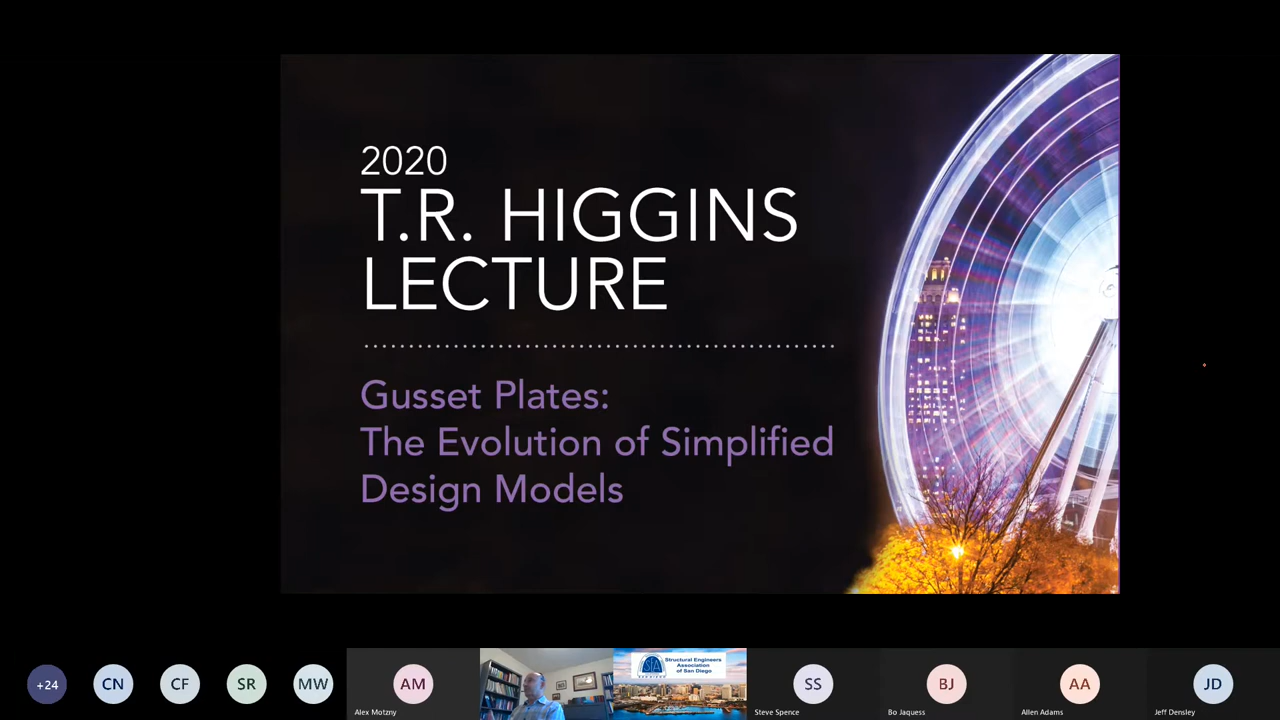 2020
T.R. HIGGINS
LECTURE
Gusset Plates:
The Evolution of Simplified
Design Models
+24
CN
CF
SR
MW
AM
Alex Motzny
Structural Engineers
Association
of San Diego
SS
Steve Spence
BJ
Bo Jaquess
AA
Allen Adams
JD
Jeff Densley